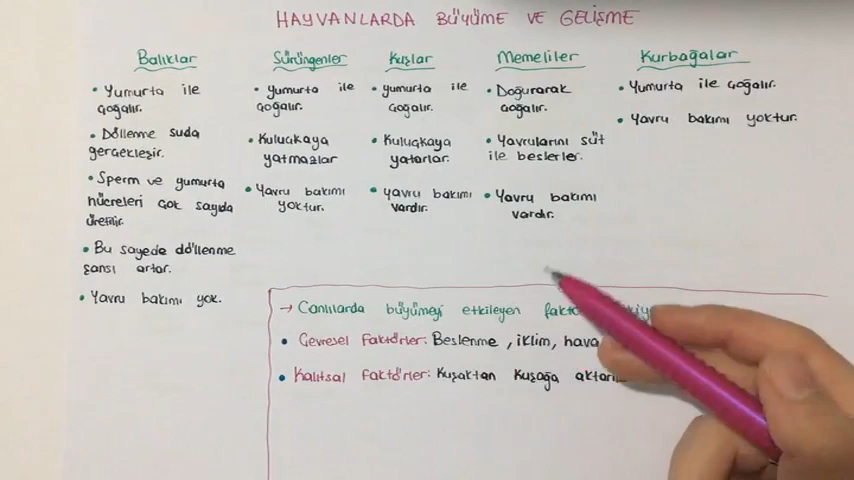 HAYVANLARDA BÜYÜME VE GELİŞME
Balıklar
• Yumurta ile
çoğalır.
• Döllenme suda
gerçekleşir.
• Sperm ve yumurta
hücreleri çok sayıda
üretilir.
• Bu sayede döllenme
şansı artar.
• Yavru bakımı yok.
Sürüngenler
• yumurta ile
çoğalır.
• Kuluçkaya
yatmazlar
• Yavru bakımı
yoktur.
Kuşlar
• yumurta ile
çoğalır.
• Kuluçkaya
yatarlar.
• yavru bakımı
vardır.
Memeliler
• Doğurarak
çoğalır.
• Yavrularını süt
ile beslerler.
• Yavru bakımı
vardır.
Kurbağalar
• Yumurta ile çoğalır.
• Yavru bakımı yoktur.
→ Canlılarda büyümeyi etkileyen
• Çevresel Faktörler: Beslenme, iklim, hava
• Kalıtsal Faktörler: Kuşaktan Kuşağa